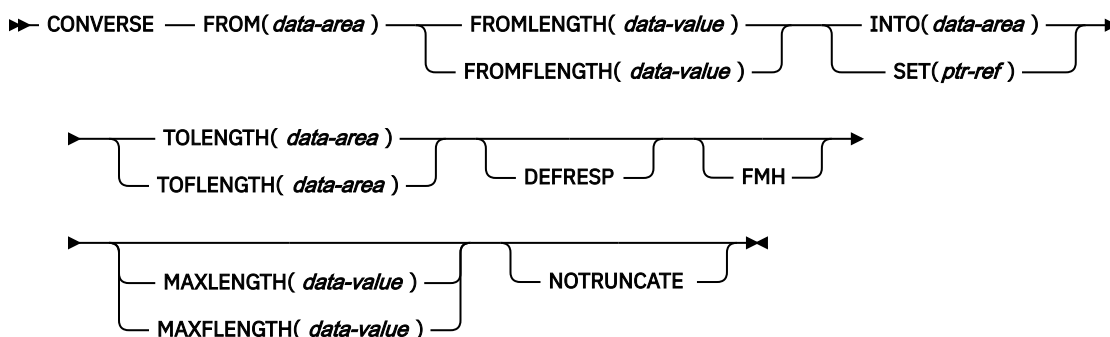 CONVERSE FROM( data-area ) FROMLENGTH( data-value ) INTO( data-area )
FROMFLENGTH( data-value ) SET( ptr-ref )
TOLENGTH( data-area )
TOFLENGTH( data-area ) DEFRESP FMH
MAXLENGTH( data-value ) NOTRUNCATE
MAXFLENGTH( data-value )